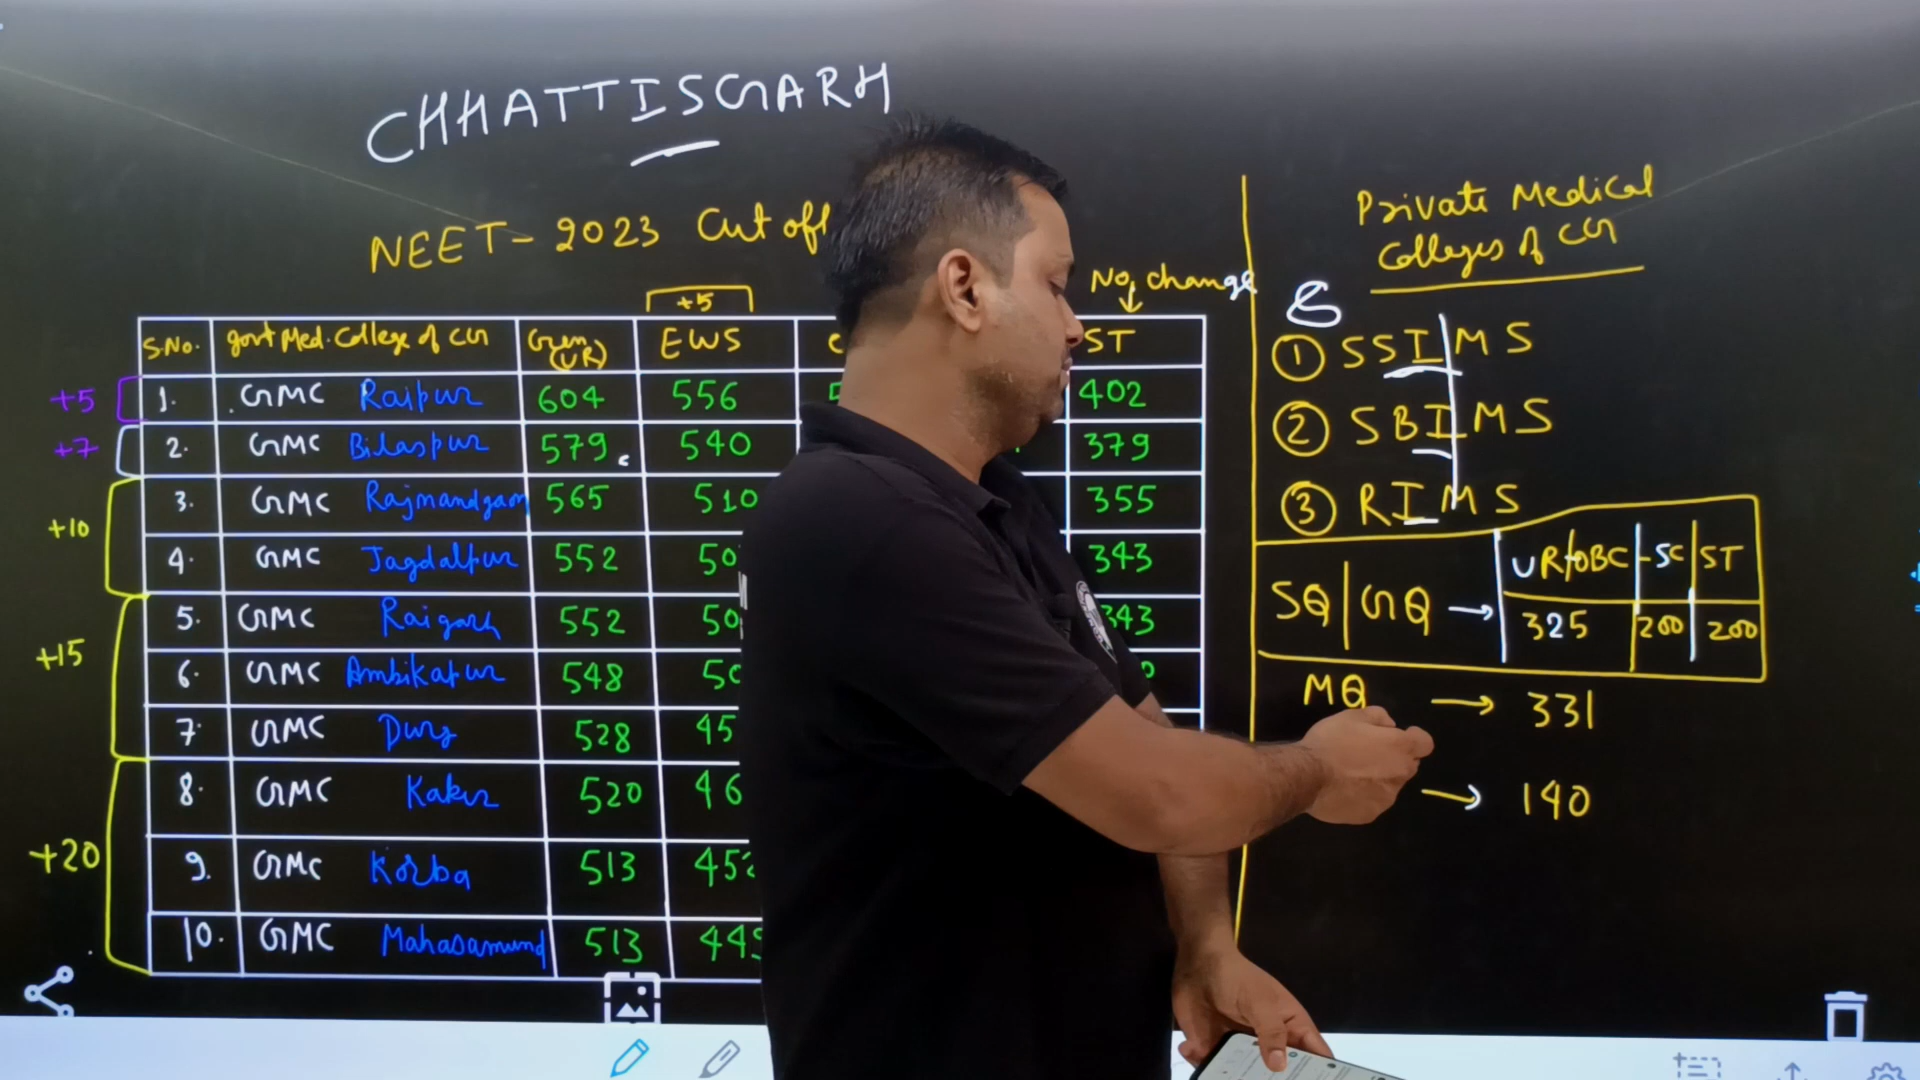 CHHATTISGARH
NEET-2023 Cut off
+5
No change
S.No. govt Med. College of CG Gen (UR) EWS ST
+5 1. GMC Raipur 604 556 402
+7 2. GMC Bilaspur 579 540 379
+10 3. GMC Rajnandgaon 565 510 355
4. GMC Jagdalpur 552 343
+15 5. GMC Raigarh 552 343
6. GMC Ambikapur 548
7. GMC Durg 528
+20 8. GMC Kaker 520
9. GMC Korba 513
10. GMC Mahasamund 513
Private Medical
Colleges of CG
1 SSIMS
2 SBIMS
3 RIMS
UR/OBC SC ST
SQ|GQ → 325 200 200
MQ → 331
→ 140